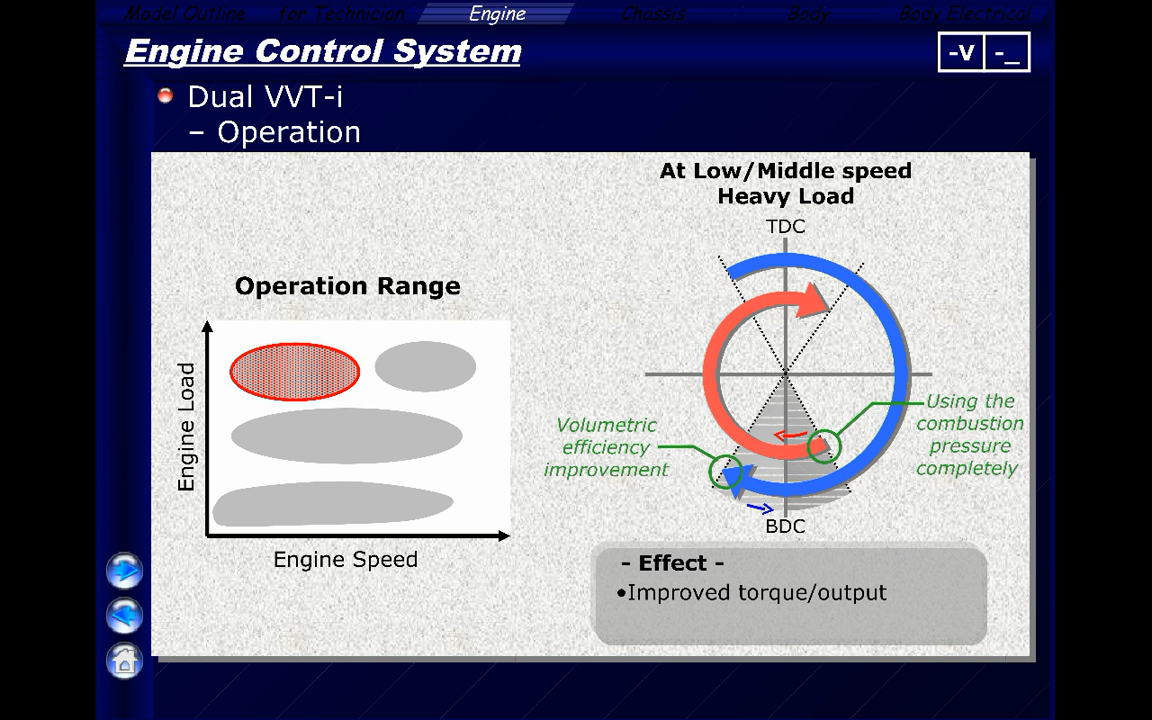 Model Outline for Technician Engine Chassis Body Body Electrical
Engine Control System
-V -_
Dual VVT-i
– Operation
At Low/Middle speed
Heavy Load
TDC
Operation Range
Engine Load
Engine Speed
Volumetric
efficiency
improvement
Using the
combustion
pressure
completely
BDC
- Effect -
•Improved torque/output